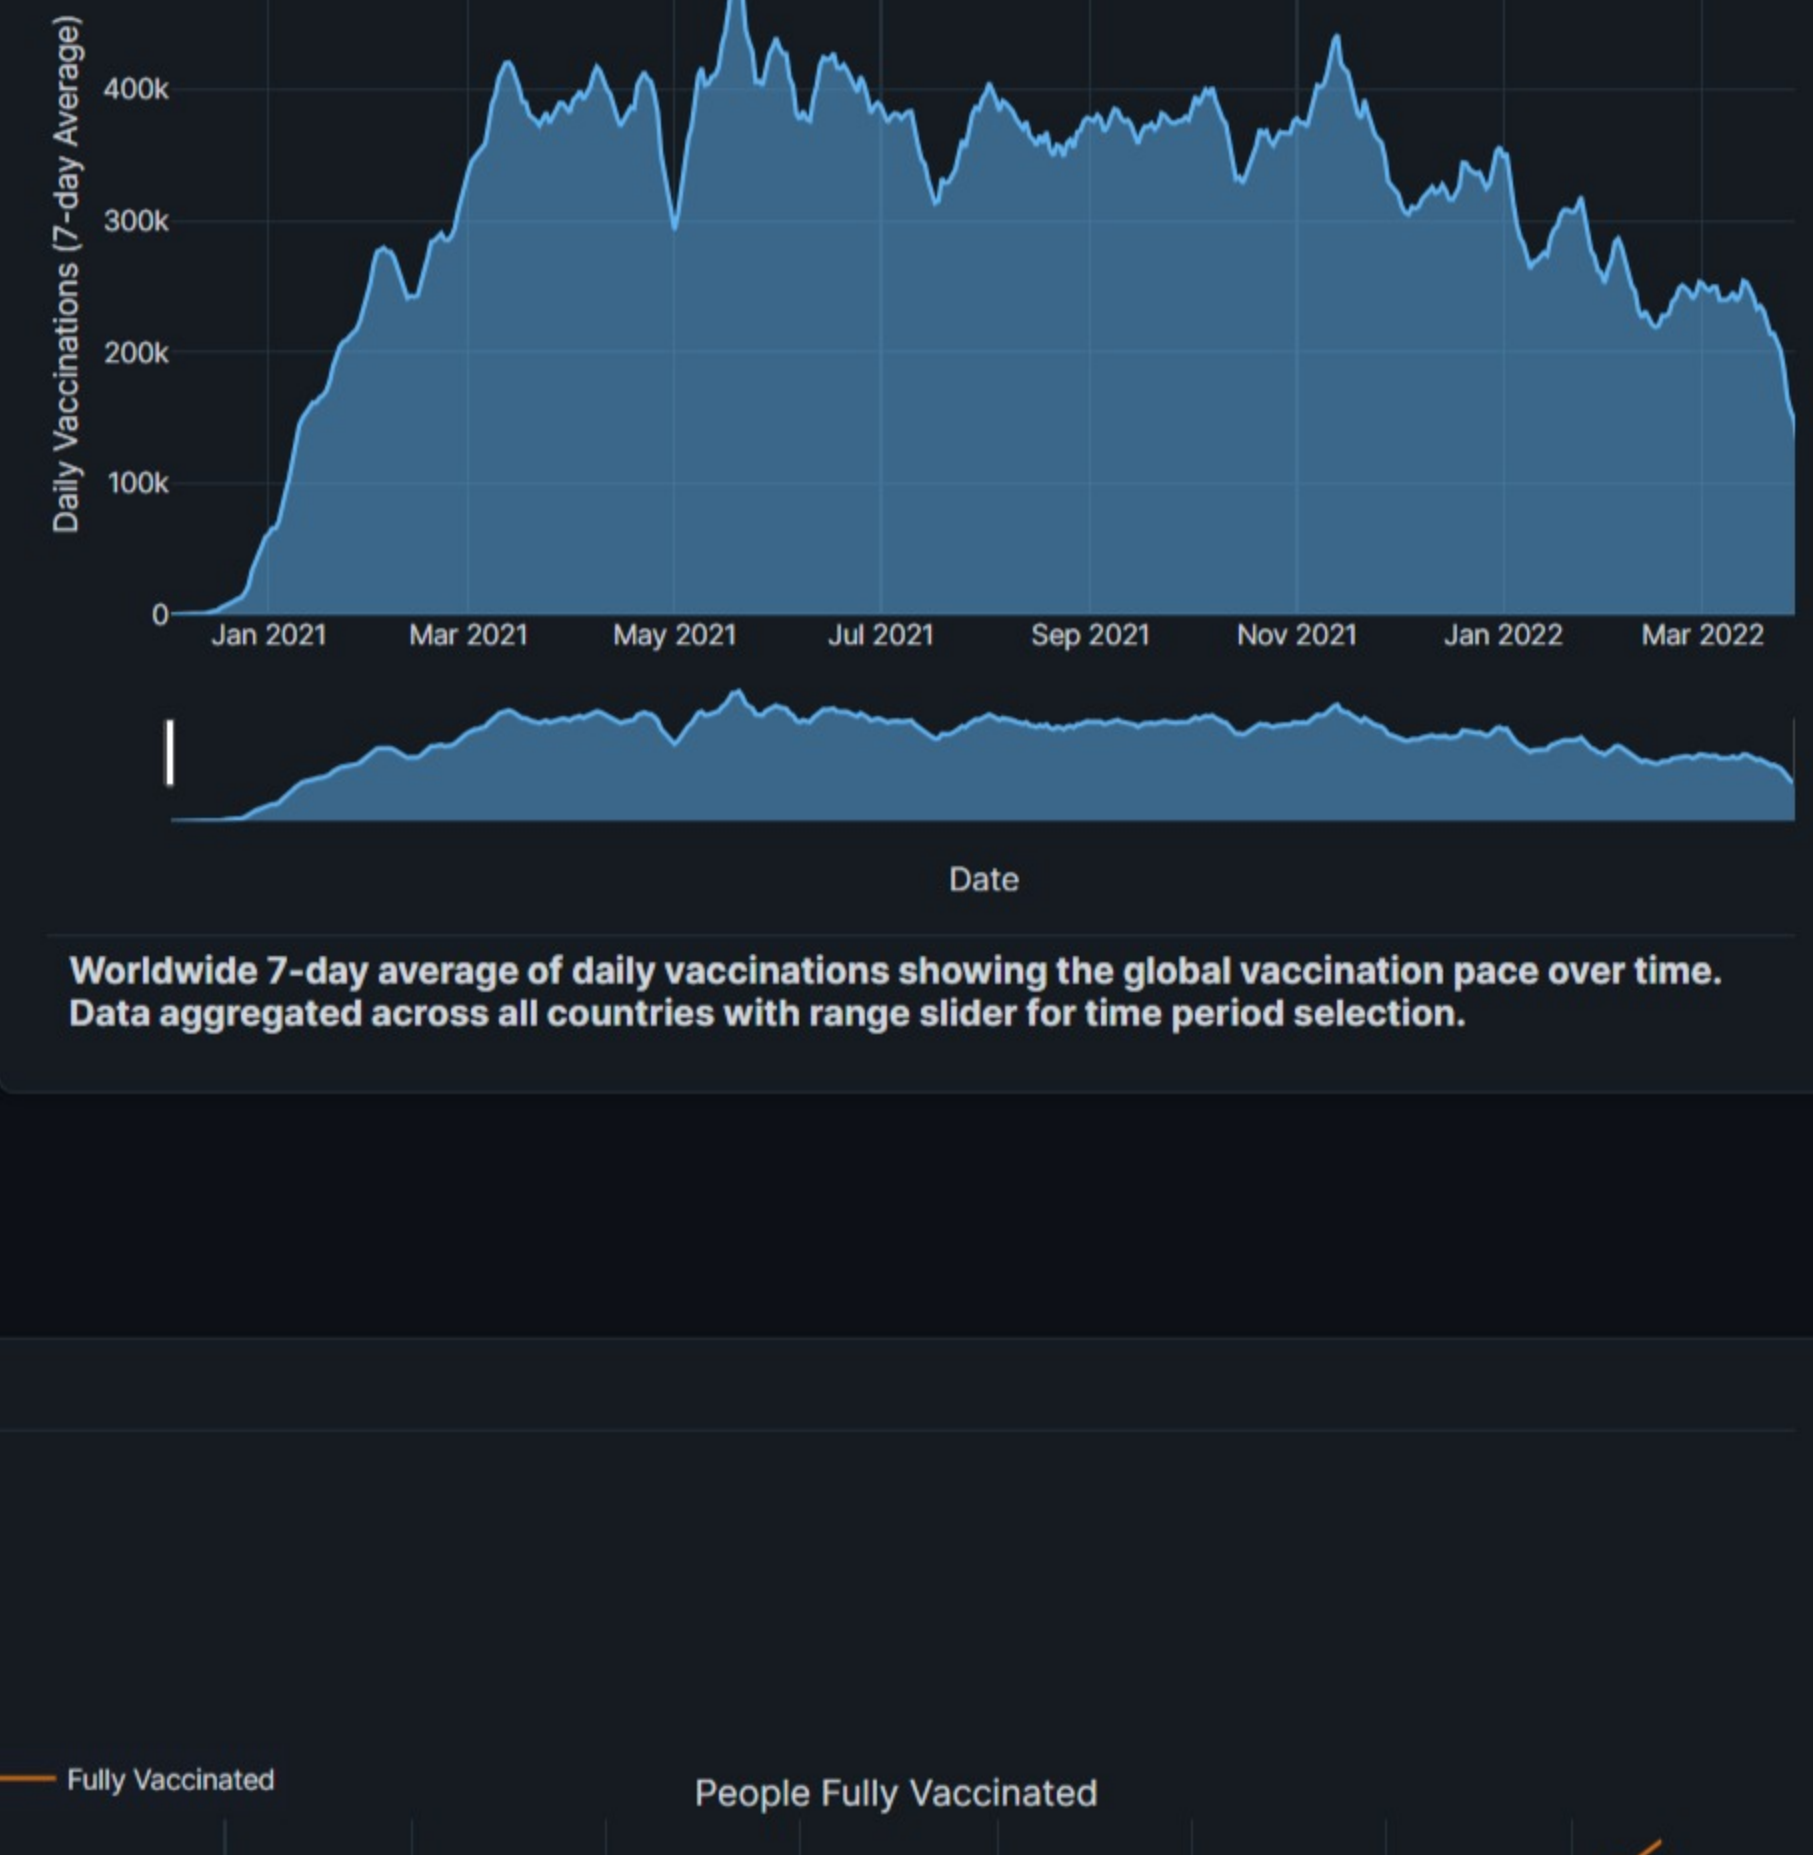 Daily Vaccinations (7-day Average)
400k
300k
200k
100k
0
Jan 2021 Mar 2021 May 2021 Jul 2021 Sep 2021 Nov 2021 Jan 2022 Mar 2022
Date
Worldwide 7-day average of daily vaccinations showing the global vaccination pace over time.
Data aggregated across all countries with range slider for time period selection.
Fully Vaccinated
People Fully Vaccinated